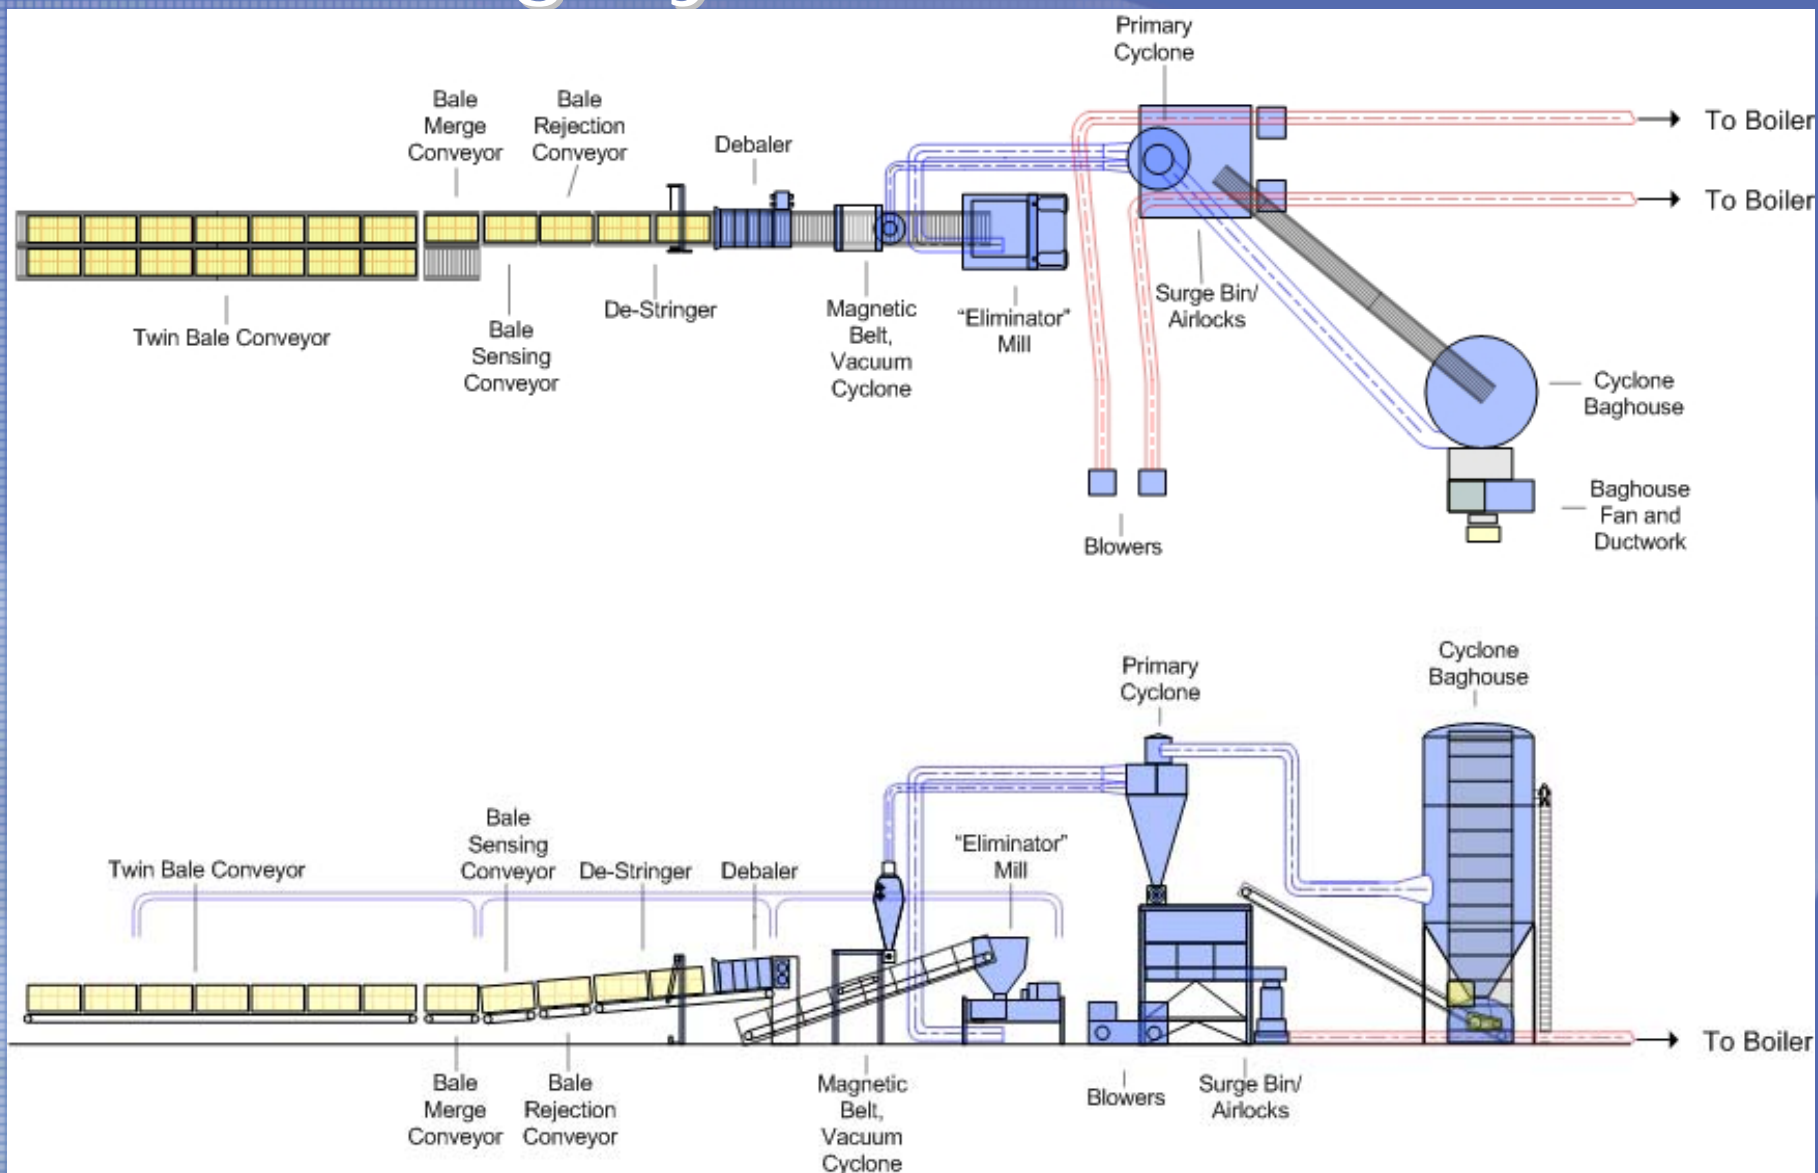 Primary
Cyclone
Bale
Merge
Conveyor
Bale
Rejection
Conveyor
Debaler
To Boiler
To Boiler
Twin Bale Conveyor
Bale
Sensing
Conveyor
De-Stringer
Magnetic
Belt,
Vacuum
Cyclone
“Eliminator”
Mill
Surge Bin/
Airlocks
Cyclone
Baghouse
Blowers
Baghouse
Fan and
Ductwork
Primary
Cyclone
Cyclone
Baghouse
Twin Bale Conveyor
Bale
Sensing
Conveyor
De-Stringer
Debaler
“Eliminator”
Mill
To Boiler
Bale
Merge
Conveyor
Bale
Rejection
Conveyor
Magnetic
Belt,
Vacuum
Cyclone
Blowers
Surge Bin/
Airlocks